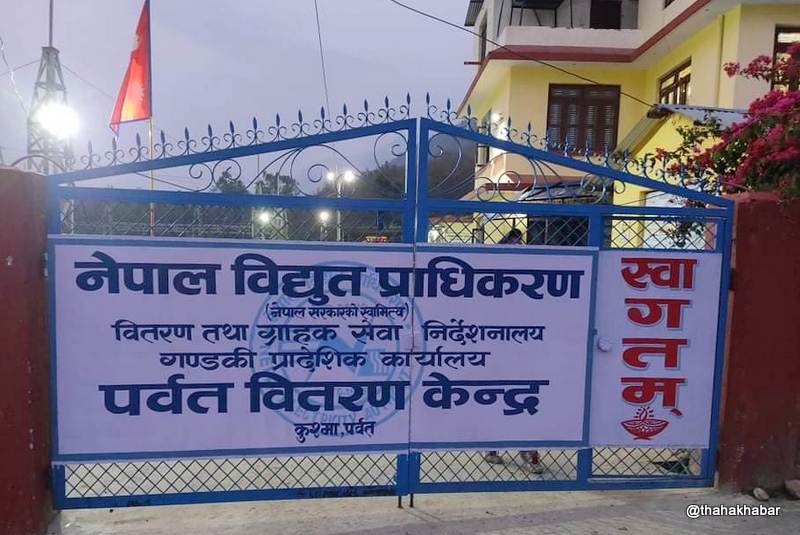 नेपाल विद्युत प्राधिकरण
(नेपाल सरकारको स्वामित्व)
वितरण तथा ग्राहक सेवा निर्देशनालय
गण्डकी प्रादेशिक कार्यालय
पर्वत वितरण केन्द्र
कुश्मा, पर्वत
स्वा
ग
त
म्
@thahakhabar